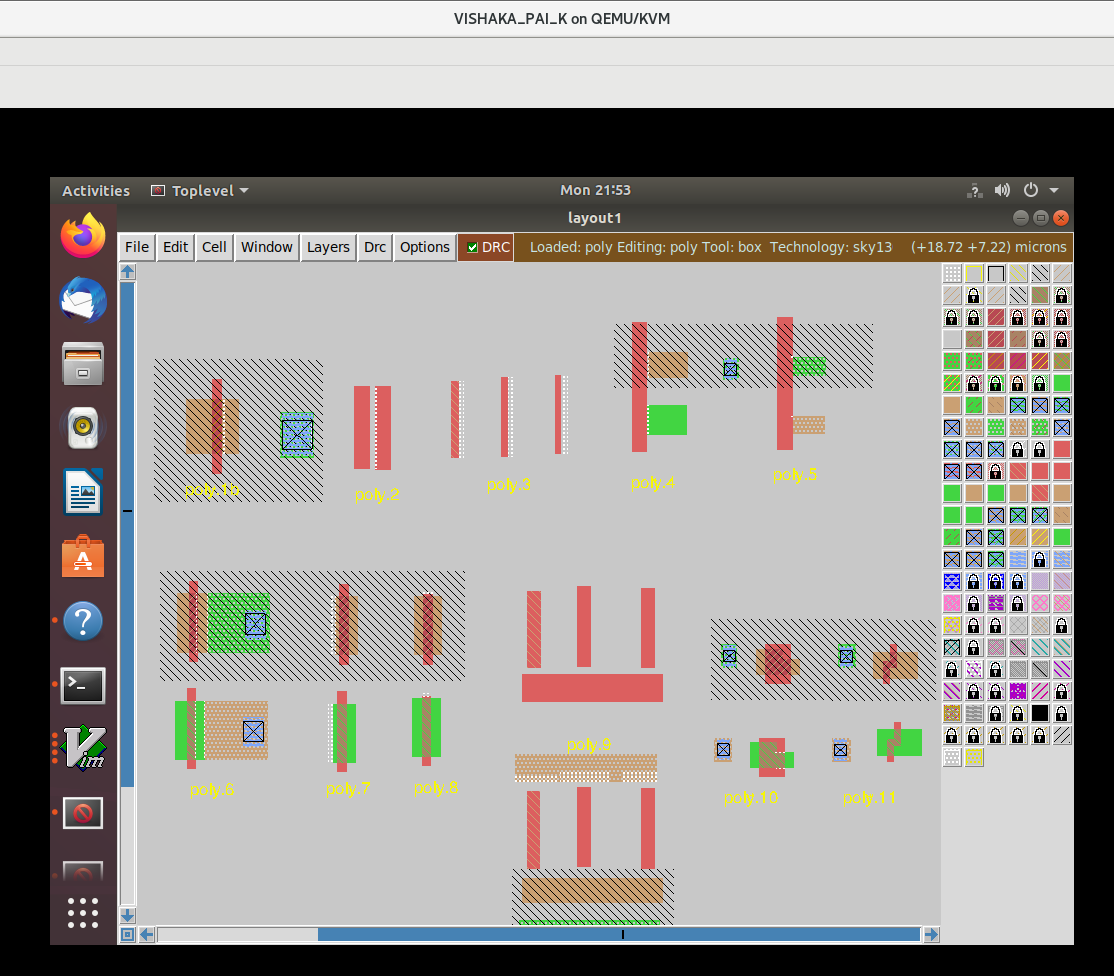 VISHAKA_PAI_K on QEMU/KVM
Activities Toplevel Mon 21:53
layout1
File Edit Cell Window Layers Drc Options DRC Loaded: poly Editing: poly Tool: box Technology: sky13 (+18.72 +7.22) microns
poly.1a
poly.2
poly.3
poly.4
poly.5
poly.6
poly.7
poly.8
poly.9
poly.10
poly.11
Vim